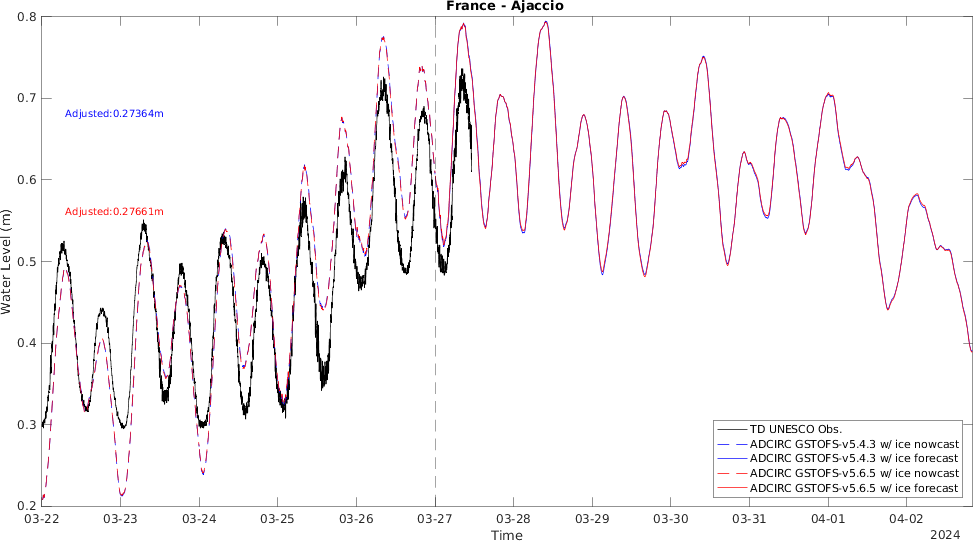 France - Ajaccio
0.8
0.7
0.6
0.5
0.4
0.3
0.2
Water Level (m)
Adjusted:0.27364m
Adjusted:0.27661m
TD UNESCO Obs.
ADCIRC GSTOFS-v5.4.3 w/ ice nowcast
ADCIRC GSTOFS-v5.4.3 w/ ice forecast
ADCIRC GSTOFS-v5.6.5 w/ ice nowcast
ADCIRC GSTOFS-v5.6.5 w/ ice forecast
03-22 03-23 03-24 03-25 03-26 03-27 03-28 03-29 03-30 03-31 04-01 04-02
Time
2024